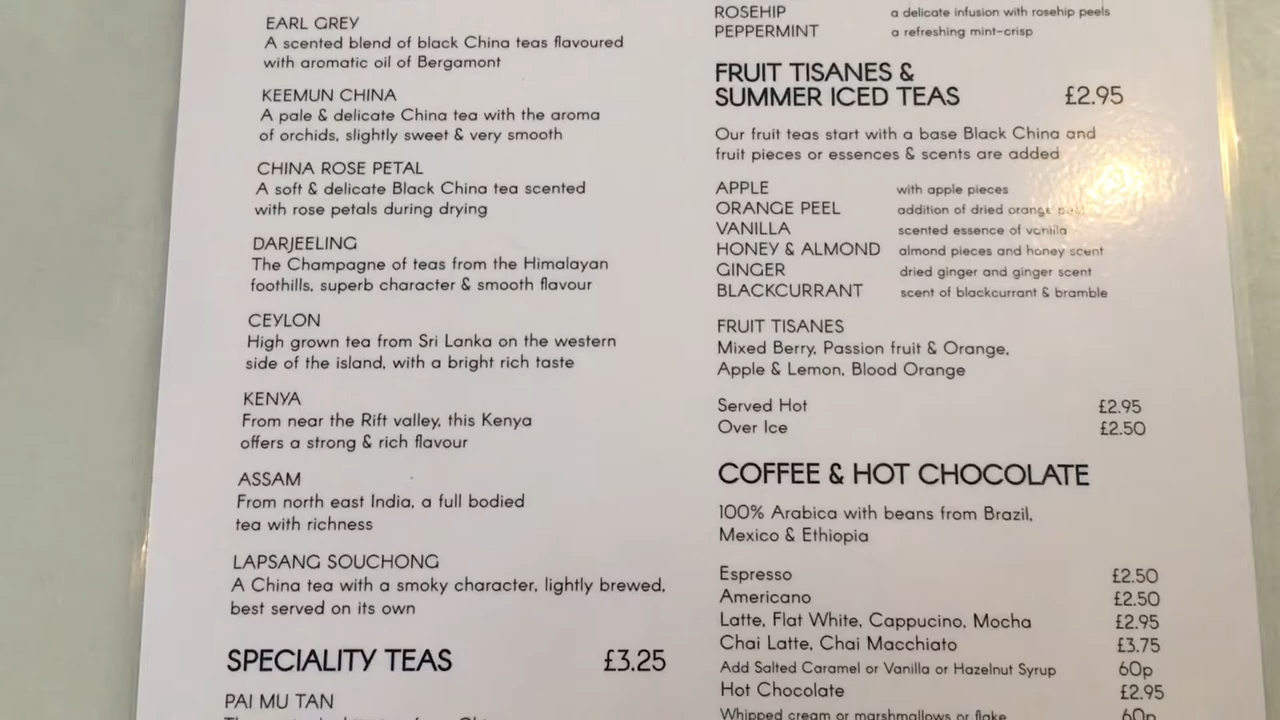 EARL GREY
A scented blend of black China teas flavoured
with aromatic oil of Bergamont
KEEMUN CHINA
A pale & delicate China tea with the aroma
of orchids, slightly sweet & very smooth
CHINA ROSE PETAL
A soft & delicate Black China tea scented
with rose petals during drying
DARJEELING
The Champagne of teas from the Himalayan
foothills, superb character & smooth flavour
CEYLON
High grown tea from Sri Lanka on the western
side of the island, with a bright rich taste
KENYA
From near the Rift valley, this Kenya
offers a strong & rich flavour
ASSAM
From north east India, a full bodied
tea with richness
LAPSANG SOUCHONG
A China tea with a smoky character, lightly brewed,
best served on its own
SPECIALITY TEAS £3.25
PAI MU TAN
ROSEHIP a delicate infusion with rosehip peels
PEPPERMINT a refreshing mint-crisp
FRUIT TISANES &
SUMMER ICED TEAS £2.95
Our fruit teas start with a base Black China and
fruit pieces or essences & scents are added
APPLE with apple pieces
ORANGE PEEL addition of dried orange
VANILLA scented essence of vanilla
HONEY & ALMOND almond pieces and honey scent
GINGER dried ginger and ginger scent
BLACKCURRANT scent of blackcurrant & bramble
FRUIT TISANES
Mixed Berry, Passion fruit & Orange,
Apple & Lemon, Blood Orange
Served Hot £2.95
Over Ice £2.50
COFFEE & HOT CHOCOLATE
100% Arabica with beans from Brazil,
Mexico & Ethiopia
Espresso £2.50
Americano £2.50
Latte, Flat White, Cappucino, Mocha £2.95
Chai Latte, Chai Macchiato £3.75
Add Salted Caramel or Vanilla or Hazelnut Syrup 60p
Hot Chocolate £2.95
Whipped cream or marshmallows or flake 60p